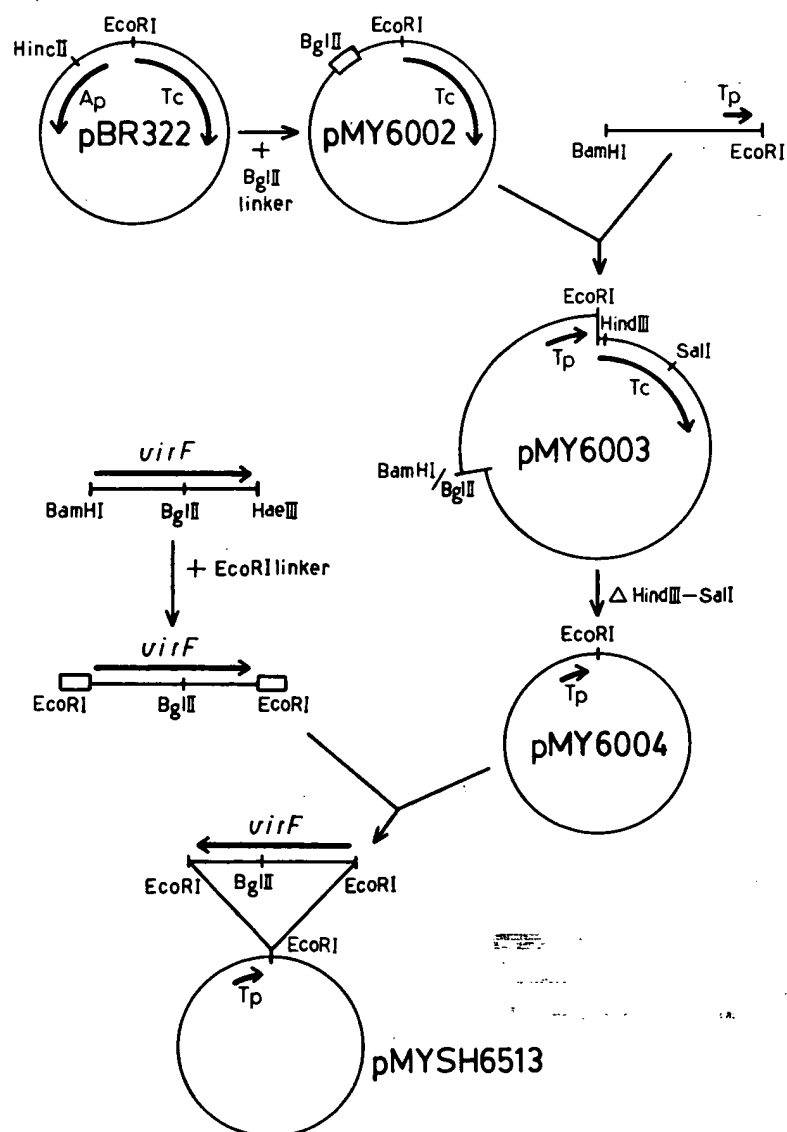 EcoRI
HincII
Ap
Tc
pBR322
+
BglII
linker
BglII
EcoRI
Tc
pMY6002
Tp
BamHI
EcoRI
EcoRI
HindIII
Tp
SalI
Tc
pMY6003
BamHI/BglII
virF
BamHI
BglII
HaeIII
+ EcoRI linker
Δ HindIII–SalI
virF
EcoRI
BglII
EcoRI
EcoRI
Tp
pMY6004
virF
EcoRI
BglII
EcoRI
EcoRI
Tp
pMYSH6513